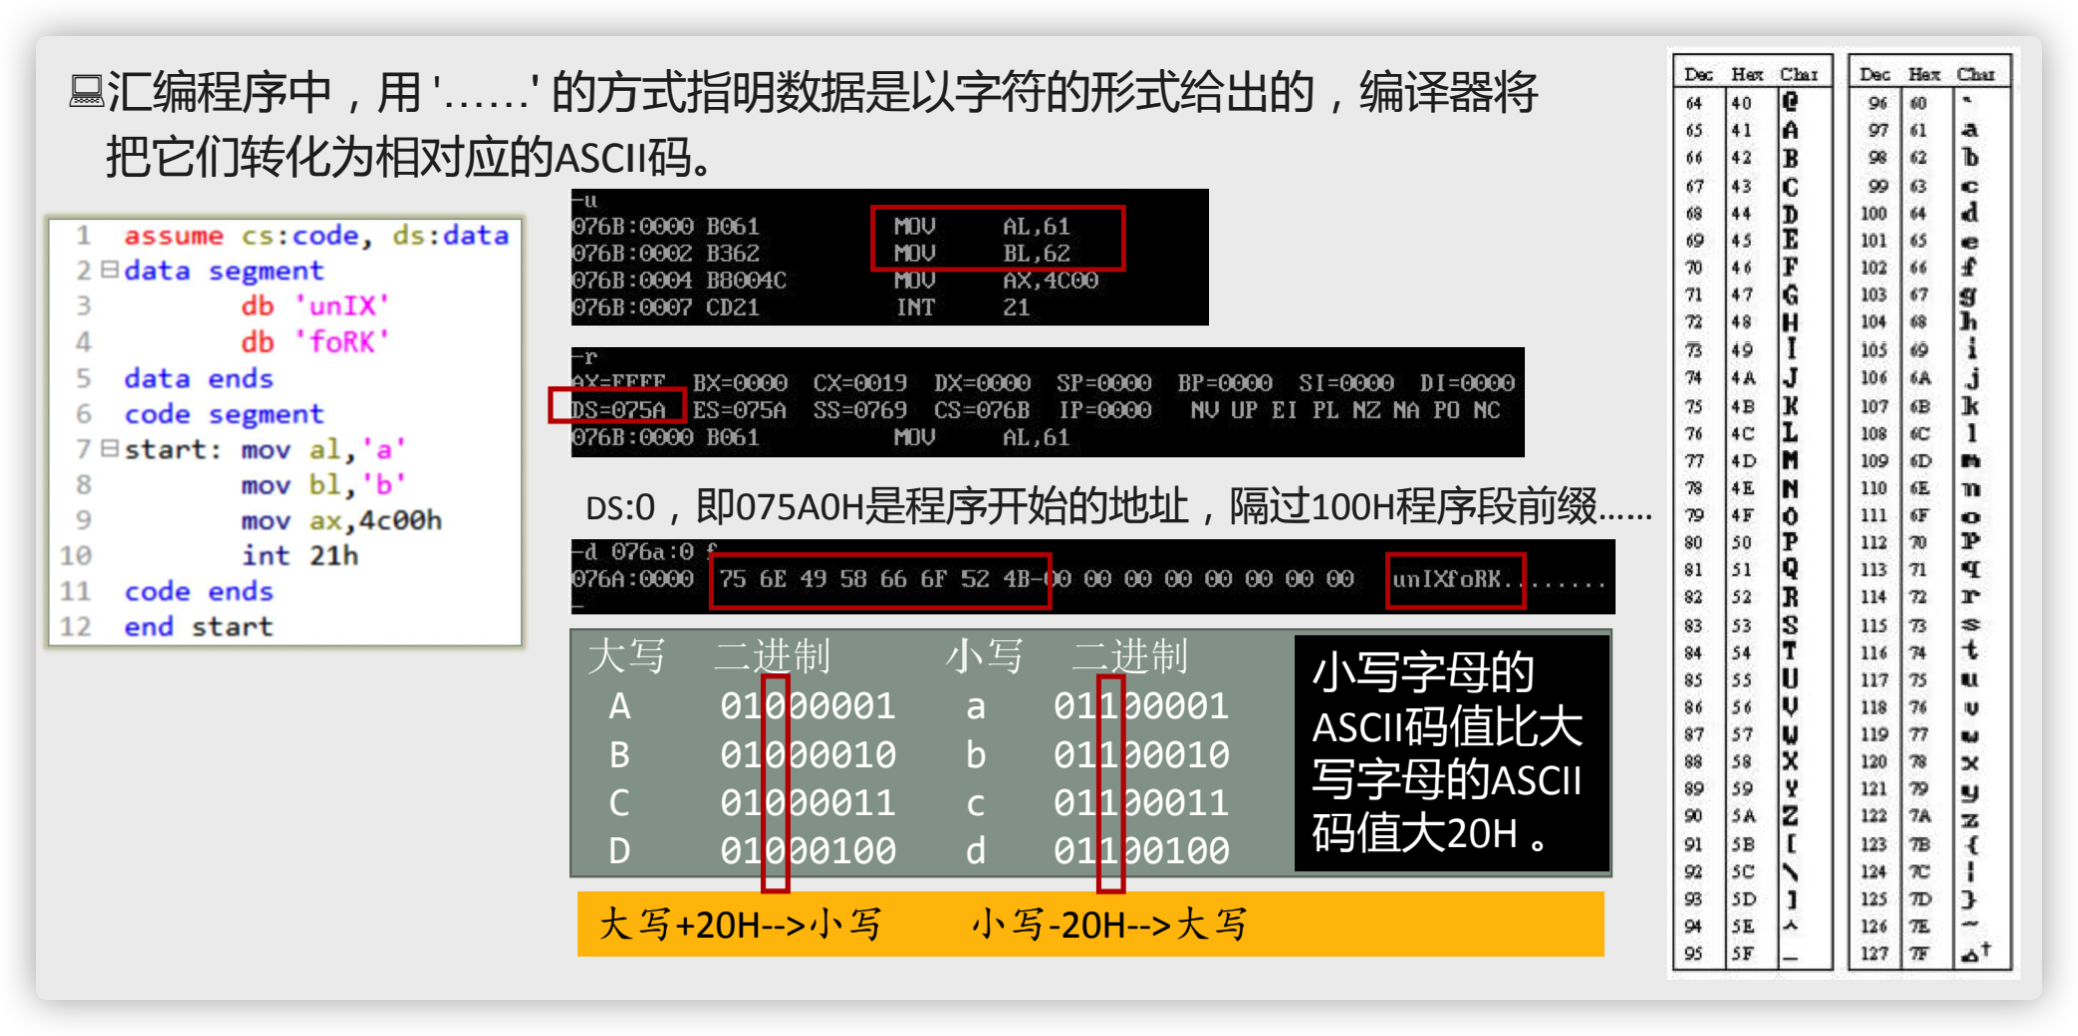 汇编程序中，用 '……' 的方式指明数据是以字符的形式给出的，编译器将
把它们转化为相对应的ASCII码。
1 assume cs:code, ds:data
2 data segment
3 db 'unIX'
4 db 'foRK'
5 data ends
6 code segment
7 start: mov al,'a'
8 mov bl,'b'
9 mov ax,4c00h
10 int 21h
11 code ends
12 end start
-u
076B:0000 B061 MOV AL,61
076B:0002 B362 MOV BL,62
076B:0004 B8004C MOV AX,4C00
076B:0007 CD21 INT 21
-r
AX=FFFF BX=0000 CX=0019 DX=0000 SP=0000 BP=0000 SI=0000 DI=0000
DS=075A ES=075A SS=0769 CS=076B IP=0000 NV UP EI PL NZ NA PO NC
076B:0000 B061 MOV AL,61
DS:0，即075A0H是程序开始的地址，隔过100H程序段前缀……
-d 076a:0 f
076A:0000 75 6E 49 58 66 6F 52 4B-00 00 00 00 00 00 00 00 unIXfoRK........
大写 二进制 小写 二进制
A 01000001 a 01100001
B 01000010 b 01100010
C 01000011 c 01100011
D 01000100 d 01100100
小写字母的
ASCII码值比大
写字母的ASCII
码值大20H。
大写+20H-->小写 小写-20H-->大写
Dec Hex Char Dec Hex Char
64 40 @ 96 60 `
65 41 A 97 61 a
66 42 B 98 62 b
67 43 C 99 63 c
68 44 D 100 64 d
69 45 E 101 65 e
70 46 F 102 66 f
71 47 G 103 67 g
72 48 H 104 68 h
73 49 I 105 69 i
74 4A J 106 6A j
75 4B K 107 6B k
76 4C L 108 6C l
77 4D M 109 6D m
78 4E N 110 6E n
79 4F O 111 6F o
80 50 P 112 70 p
81 51 Q 113 71 q
82 52 R 114 72 r
83 53 S 115 73 s
84 54 T 116 74 t
85 55 U 117 75 u
86 56 V 118 76 v
87 57 W 119 77 w
88 58 X 120 78 x
89 59 Y 121 79 y
90 5A Z 122 7A z
91 5B [ 123 7B {
92 5C \ 124 7C ¦
93 5D ] 125 7D }
94 5E ^ 126 7E ~
95 5F _ 127 7F ⌂†